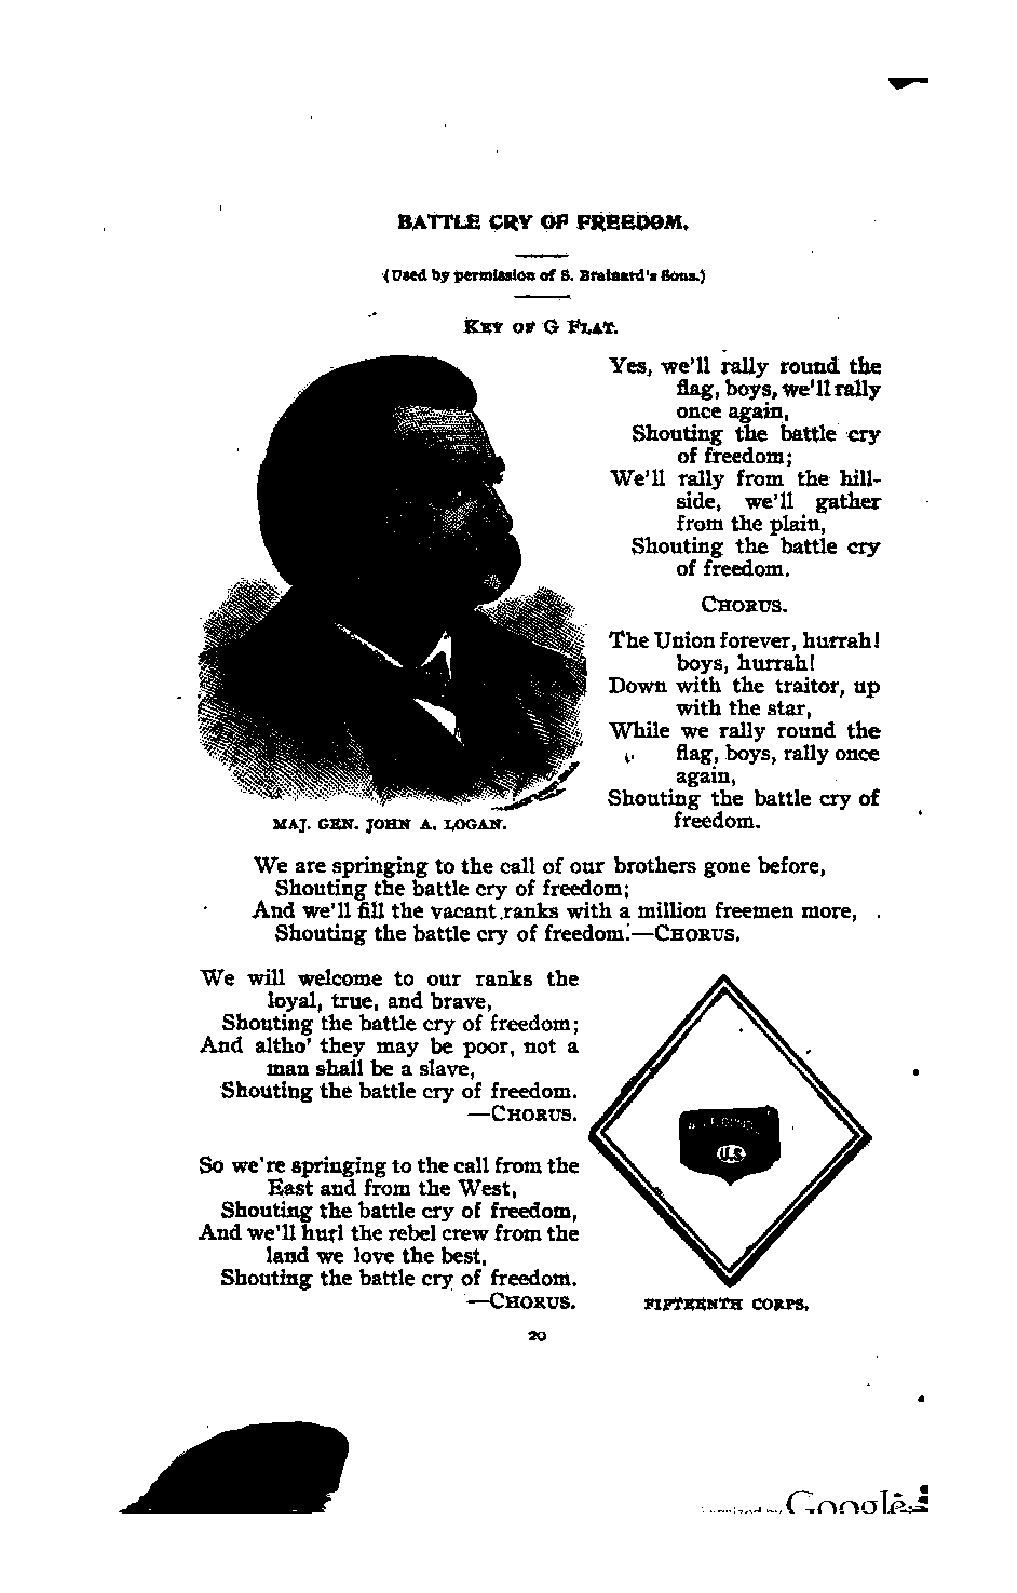 BATTLE CRY OF FREEDOM.
(Used by permission of S. Brainard's Sons.)
KEY OF G FLAT.
Yes, we'll rally round the
flag, boys, we'll rally
once again,
Shouting the battle cry
of freedom;
We'll rally from the hill-
side, we'll gather
from the plain,
Shouting the battle cry
of freedom.
CHORUS.
The Union forever, hurrah!
boys, hurrah!
Down with the traitor, up
with the star,
While we rally round the
flag, boys, rally once
again,
Shouting the battle cry of
freedom.
MAJ. GEN. JOHN A. LOGAN.
We are springing to the call of our brothers gone before,
Shouting the battle cry of freedom;
And we'll fill the vacant ranks with a million freemen more,
Shouting the battle cry of freedom.—CHORUS.
We will welcome to our ranks the
loyal, true, and brave,
Shouting the battle cry of freedom;
And altho' they may be poor, not a
man shall be a slave,
Shouting the battle cry of freedom.
—CHORUS.
So we're springing to the call from the
East and from the West,
Shouting the battle cry of freedom,
And we'll hurl the rebel crew from the
land we love the best,
Shouting the battle cry of freedom.
—CHORUS.
U.S
FIFTEENTH CORPS.
20
Google